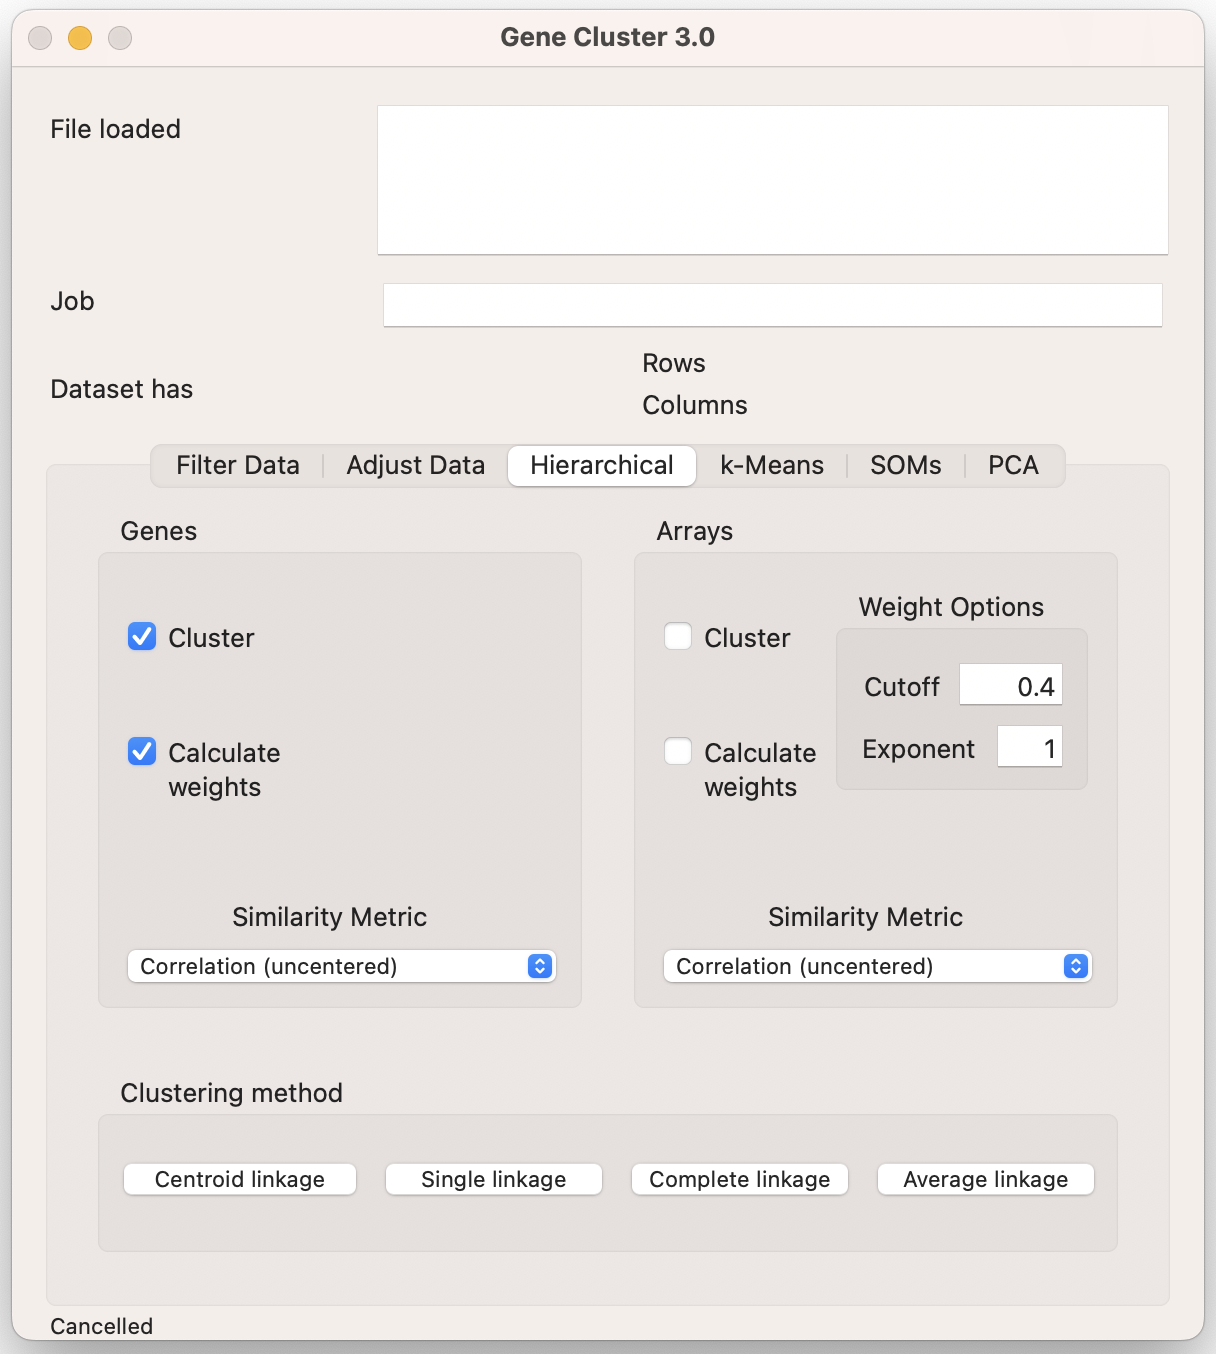 Gene Cluster 3.0
File loaded
Job
Dataset has
Rows
Columns
Filter Data
Adjust Data
Hierarchical
k-Means
SOMs
PCA
Genes
Cluster
Calculate
weights
Similarity Metric
Correlation (uncentered)
Arrays
Cluster
Calculate
weights
Weight Options
Cutoff 0.4
Exponent 1
Similarity Metric
Correlation (uncentered)
Clustering method
Centroid linkage
Single linkage
Complete linkage
Average linkage
Cancelled